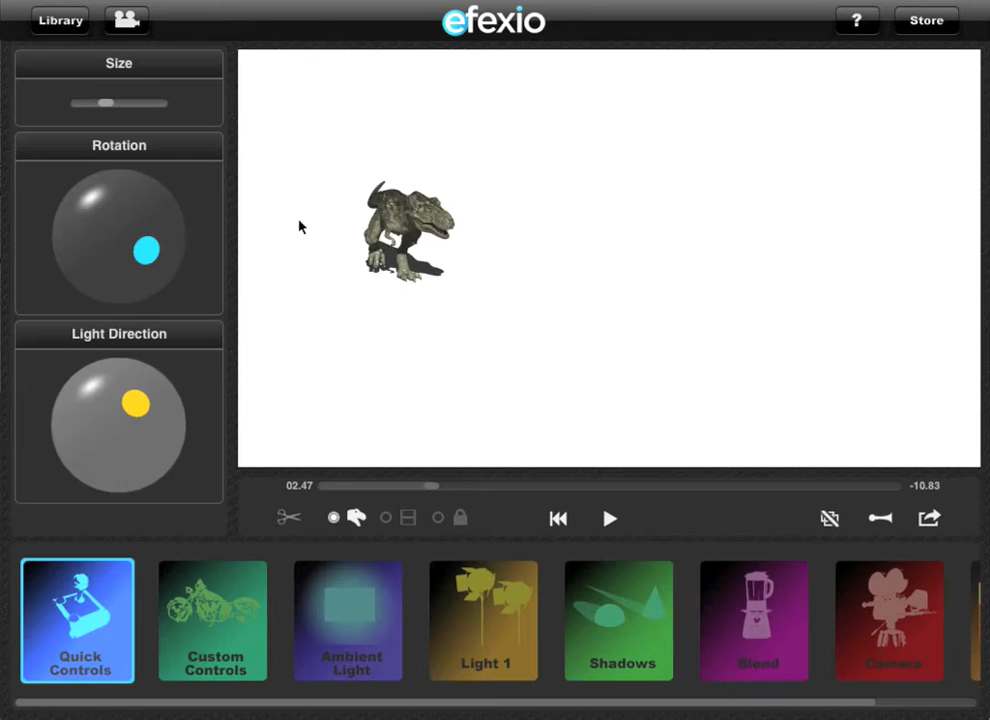 Library
efexio
?
Store
Size
Rotation
Light Direction
02.47
-10.83
Quick
Controls
Custom
Controls
Ambient
Light
Light 1
Shadows
Blend
Camera